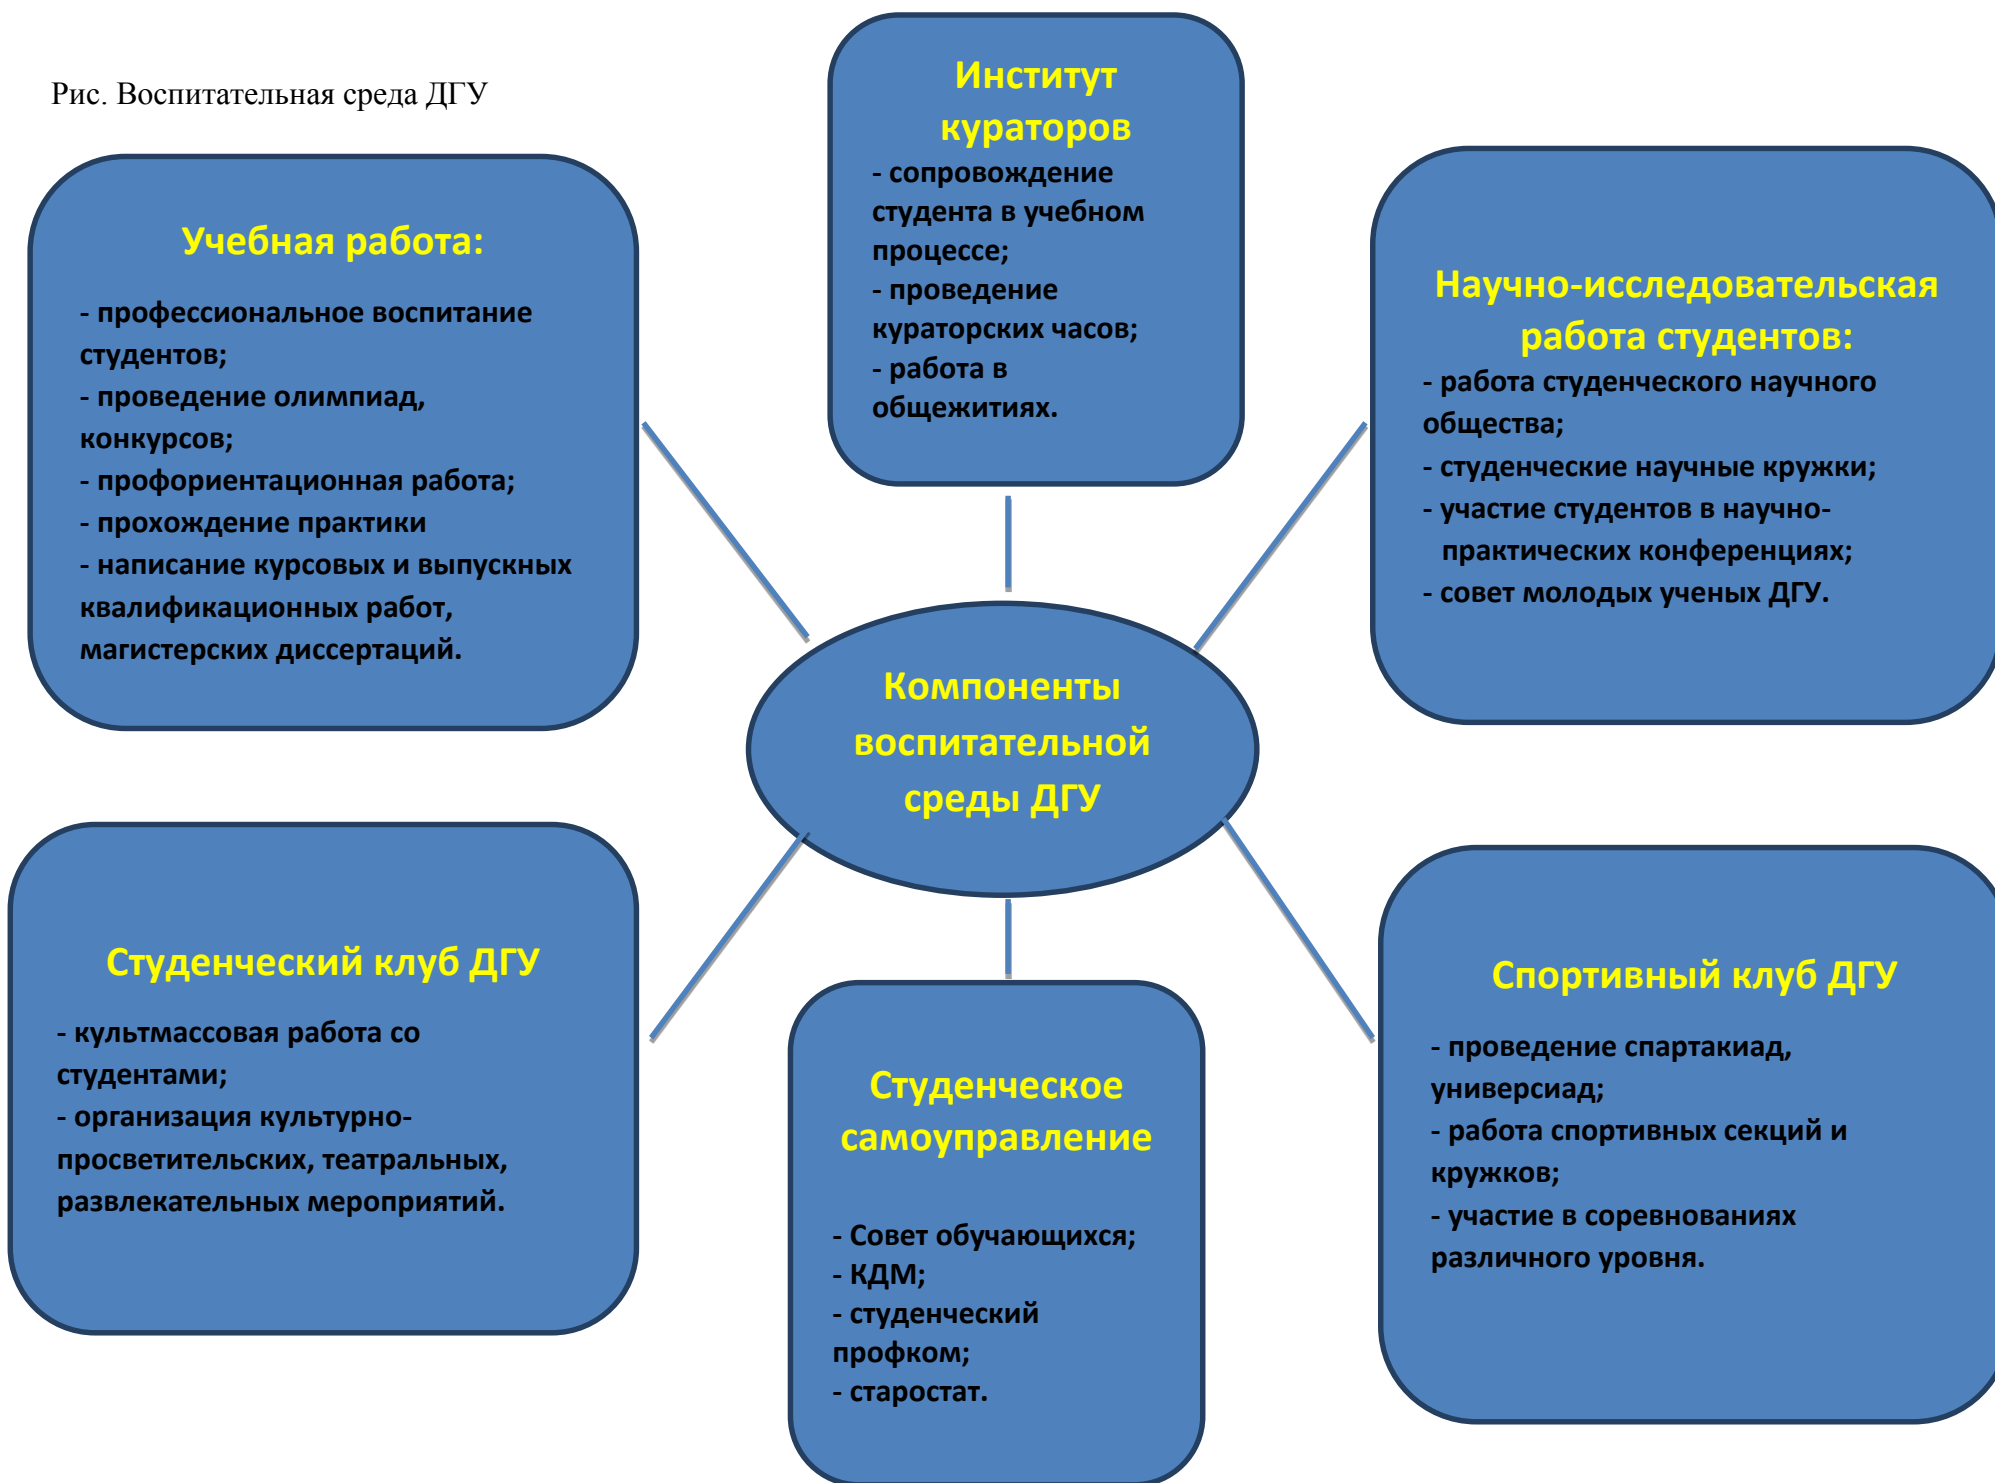 Рис. Воспитательная среда ДГУ
Институт
кураторов
- сопровождение
студента в учебном
процессе;
- проведение
кураторских часов;
- работа в
общежитиях.
Учебная работа:
- профессиональное воспитание
студентов;
- проведение олимпиад,
конкурсов;
- профориентационная работа;
- прохождение практики
- написание курсовых и выпускных
квалификационных работ,
магистерских диссертаций.
Научно-исследовательская
работа студентов:
- работа студенческого научного
общества;
- студенческие научные кружки;
- участие студентов в научно-
практических конференциях;
- совет молодых ученых ДГУ.
Компоненты
воспитательной
среды ДГУ
Студенческий клуб ДГУ
- культмассовая работа со
студентами;
- организация культурно-
просветительских, театральных,
развлекательных мероприятий.
Студенческое
самоуправление
- Совет обучающихся;
- КДМ;
- студенческий
профком;
- старостат.
Спортивный клуб ДГУ
- проведение спартакиад,
универсиад;
- работа спортивных секций и
кружков;
- участие в соревнованиях
различного уровня.